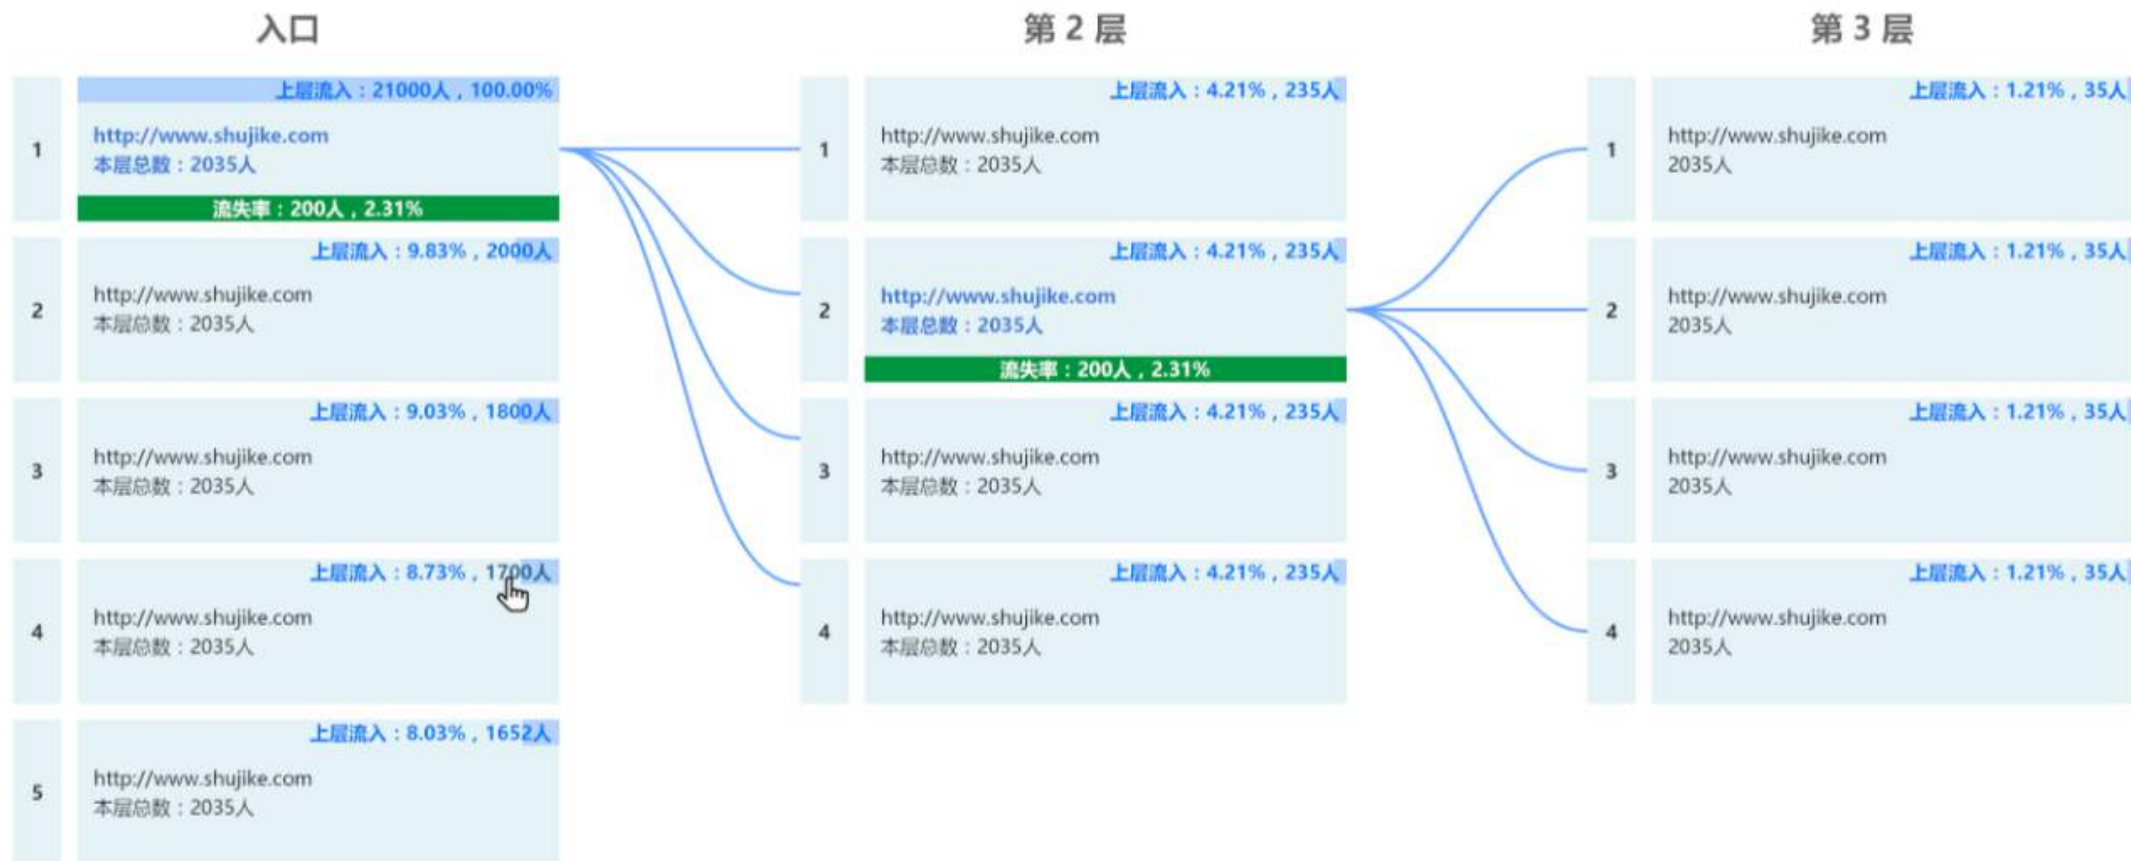 入口
1
上层流入：21000人，100.00%
http://www.shujike.com
本层总数：2035人
流失率：200人，2.31%
2
上层流入：9.83%，2000人
http://www.shujike.com
本层总数：2035人
3
上层流入：9.03%，1800人
http://www.shujike.com
本层总数：2035人
4
上层流入：8.73%，1700人
http://www.shujike.com
本层总数：2035人
5
上层流入：8.03%，1652人
http://www.shujike.com
本层总数：2035人
第 2 层
1
上层流入：4.21%，235人
http://www.shujike.com
本层总数：2035人
2
上层流入：4.21%，235人
http://www.shujike.com
本层总数：2035人
流失率：200人，2.31%
3
上层流入：4.21%，235人
http://www.shujike.com
本层总数：2035人
4
上层流入：4.21%，235人
http://www.shujike.com
本层总数：2035人
第 3 层
1
上层流入：1.21%，35人
http://www.shujike.com
2035人
2
上层流入：1.21%，35人
http://www.shujike.com
2035人
3
上层流入：1.21%，35人
http://www.shujike.com
2035人
4
上层流入：1.21%，35人
http://www.shujike.com
2035人